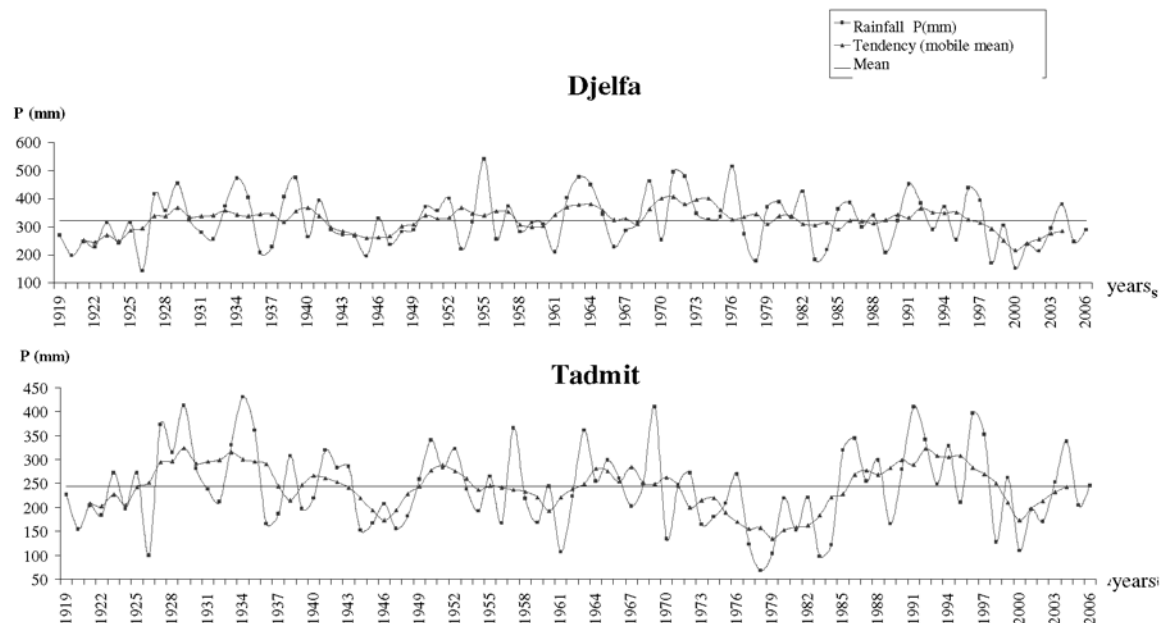 Rainfall P(mm)
Tendency (mobile mean)
Mean
Djelfa
P (mm)
600
500
400
300
200
100
1919 1922 1925 1928 1931 1934 1937 1940 1943 1946 1949 1952 1955 1958 1961 1964 1967 1970 1973 1976 1979 1982 1985 1988 1991 1994 1997 2000 2003 2006
years
s
P (mm)
Tadmit
450
400
350
300
250
200
150
100
50
1919 1922 1925 1928 1931 1934 1937 1940 1943 1946 1949 1952 1955 1958 1961 1964 1967 1970 1973 1976 1979 1982 1985 1988 1991 1994 1997 2000 2003 2006
years